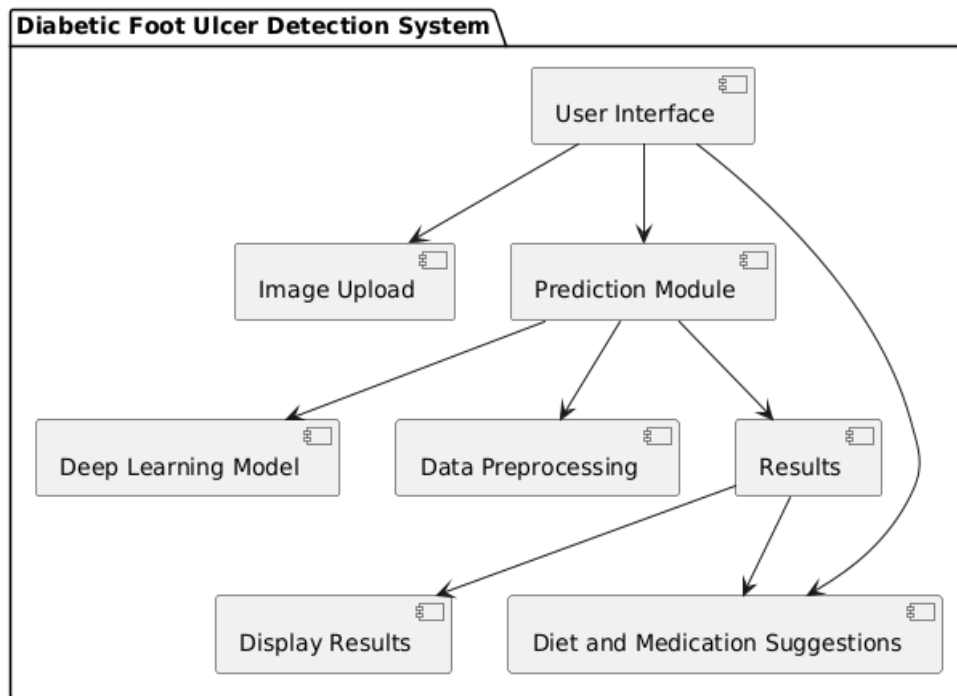 Diabetic Foot Ulcer Detection System
User Interface
Image Upload
Prediction Module
Deep Learning Model
Data Preprocessing
Results
Display Results
Diet and Medication Suggestions